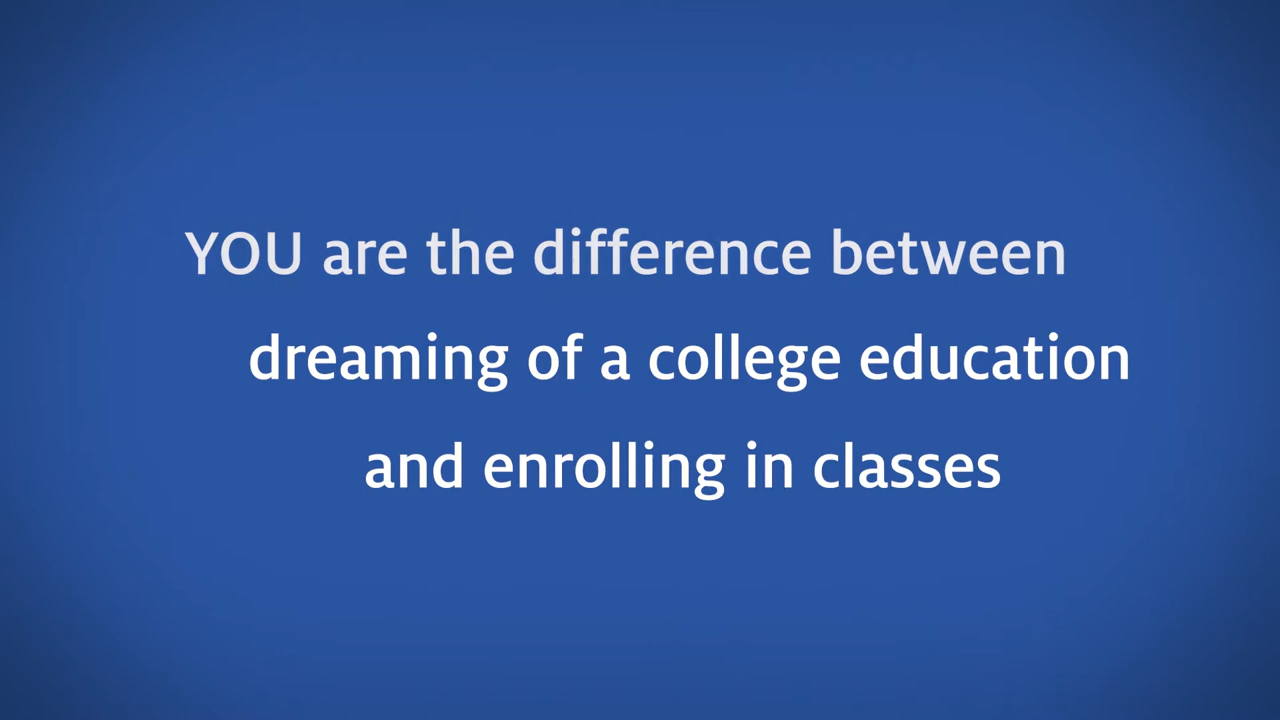 YOU are the difference between
dreaming of a college education
and enrolling in classes